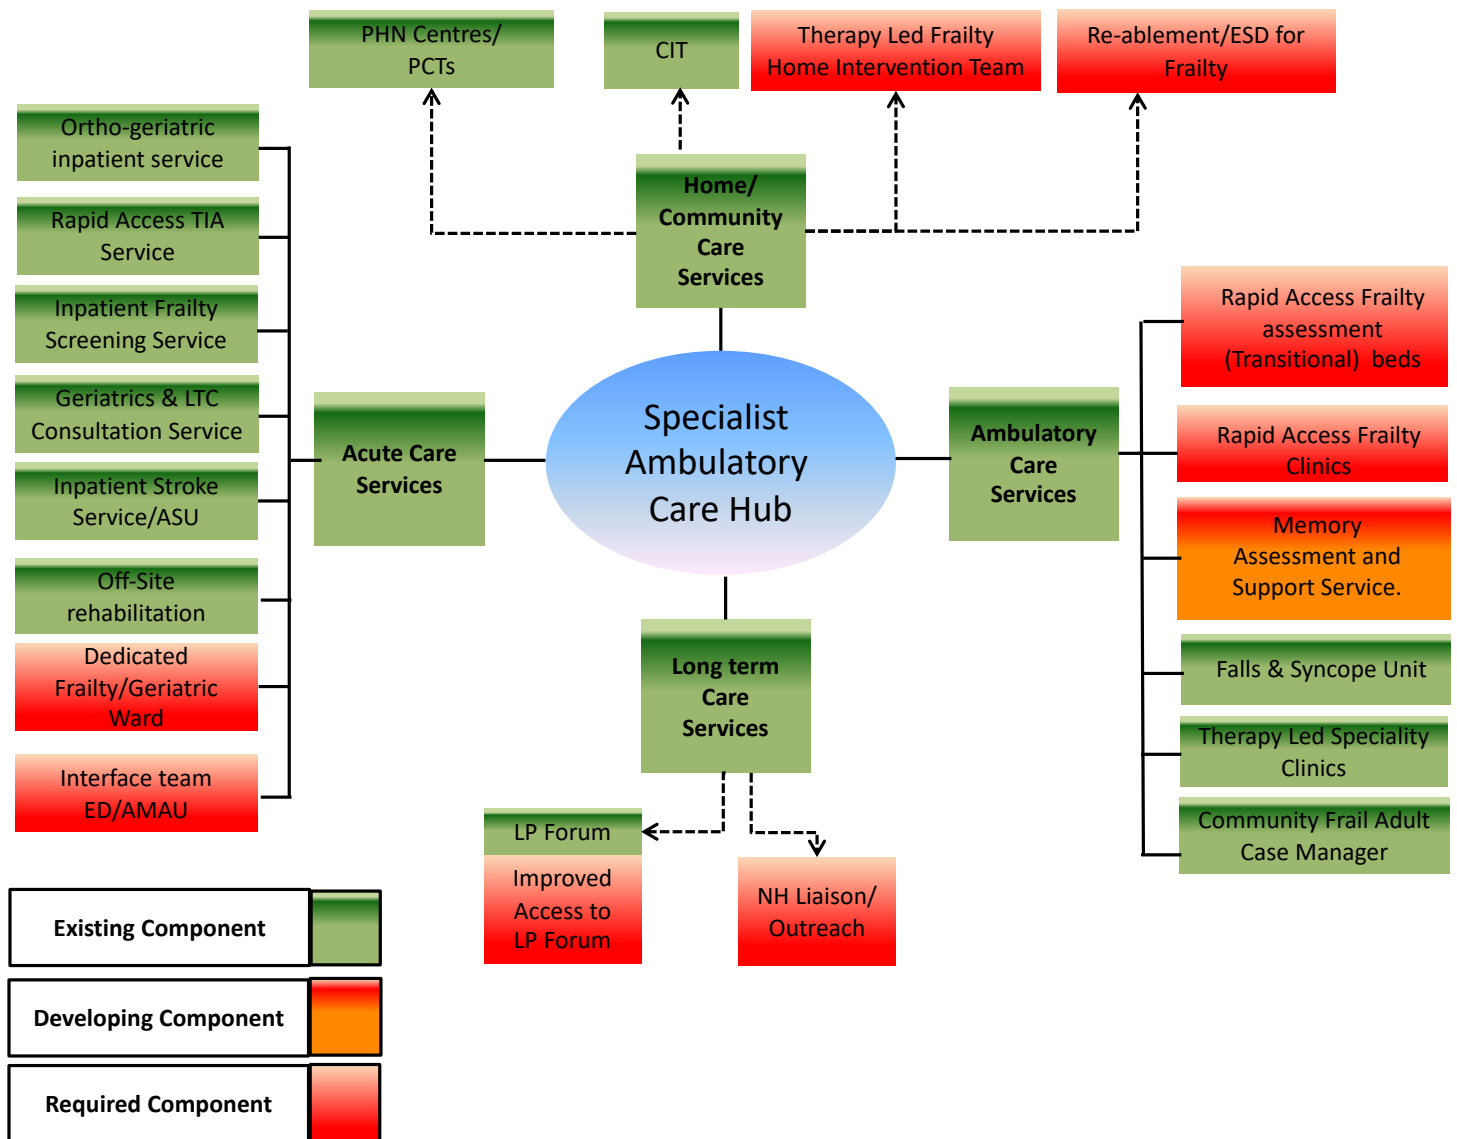 PHN Centres/
PCTs
CIT
Therapy Led Frailty
Home Intervention Team
Re-ablement/ESD for
Frailty
Ortho-geriatric
inpatient service
Rapid Access TIA
Service
Inpatient Frailty
Screening Service
Geriatrics & LTC
Consultation Service
Inpatient Stroke
Service/ASU
Off-Site
rehabilitation
Dedicated
Frailty/Geriatric
Ward
Interface team
ED/AMAU
Acute Care
Services
Home/
Community
Care
Services
Specialist
Ambulatory
Care Hub
Long term
Care
Services
LP Forum
Improved
Access to
LP Forum
NH Liaison/
Outreach
Ambulatory
Care
Services
Rapid Access Frailty
assessment
(Transitional) beds
Rapid Access Frailty
Clinics
Memory
Assessment and
Support Service.
Falls & Syncope Unit
Therapy Led Speciality
Clinics
Community Frail Adult
Case Manager
Existing Component
Developing Component
Required Component